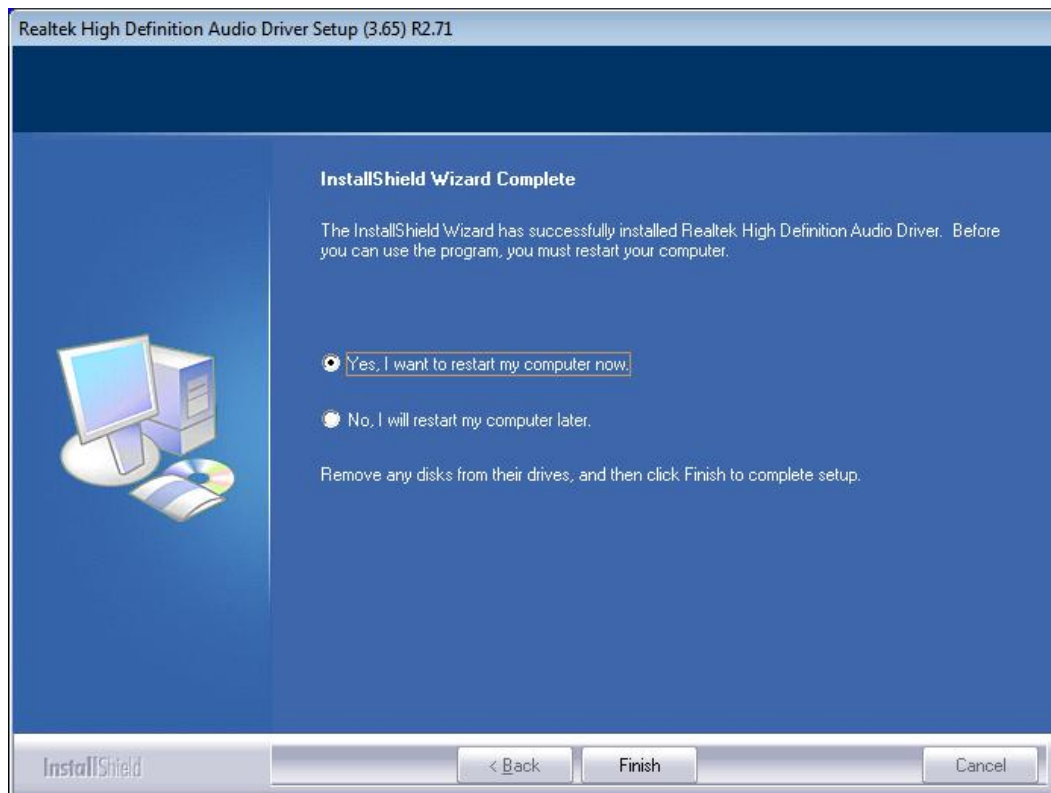 Realtek High Definition Audio Driver Setup (3.65) R2.71
InstallShield Wizard Complete
The InstallShield Wizard has successfully installed Realtek High Definition Audio Driver. Before
you can use the program, you must restart your computer.
Yes, I want to restart my computer now.
No, I will restart my computer later.
Remove any disks from their drives, and then click Finish to complete setup.
InstallShield
< Back
Finish
Cancel